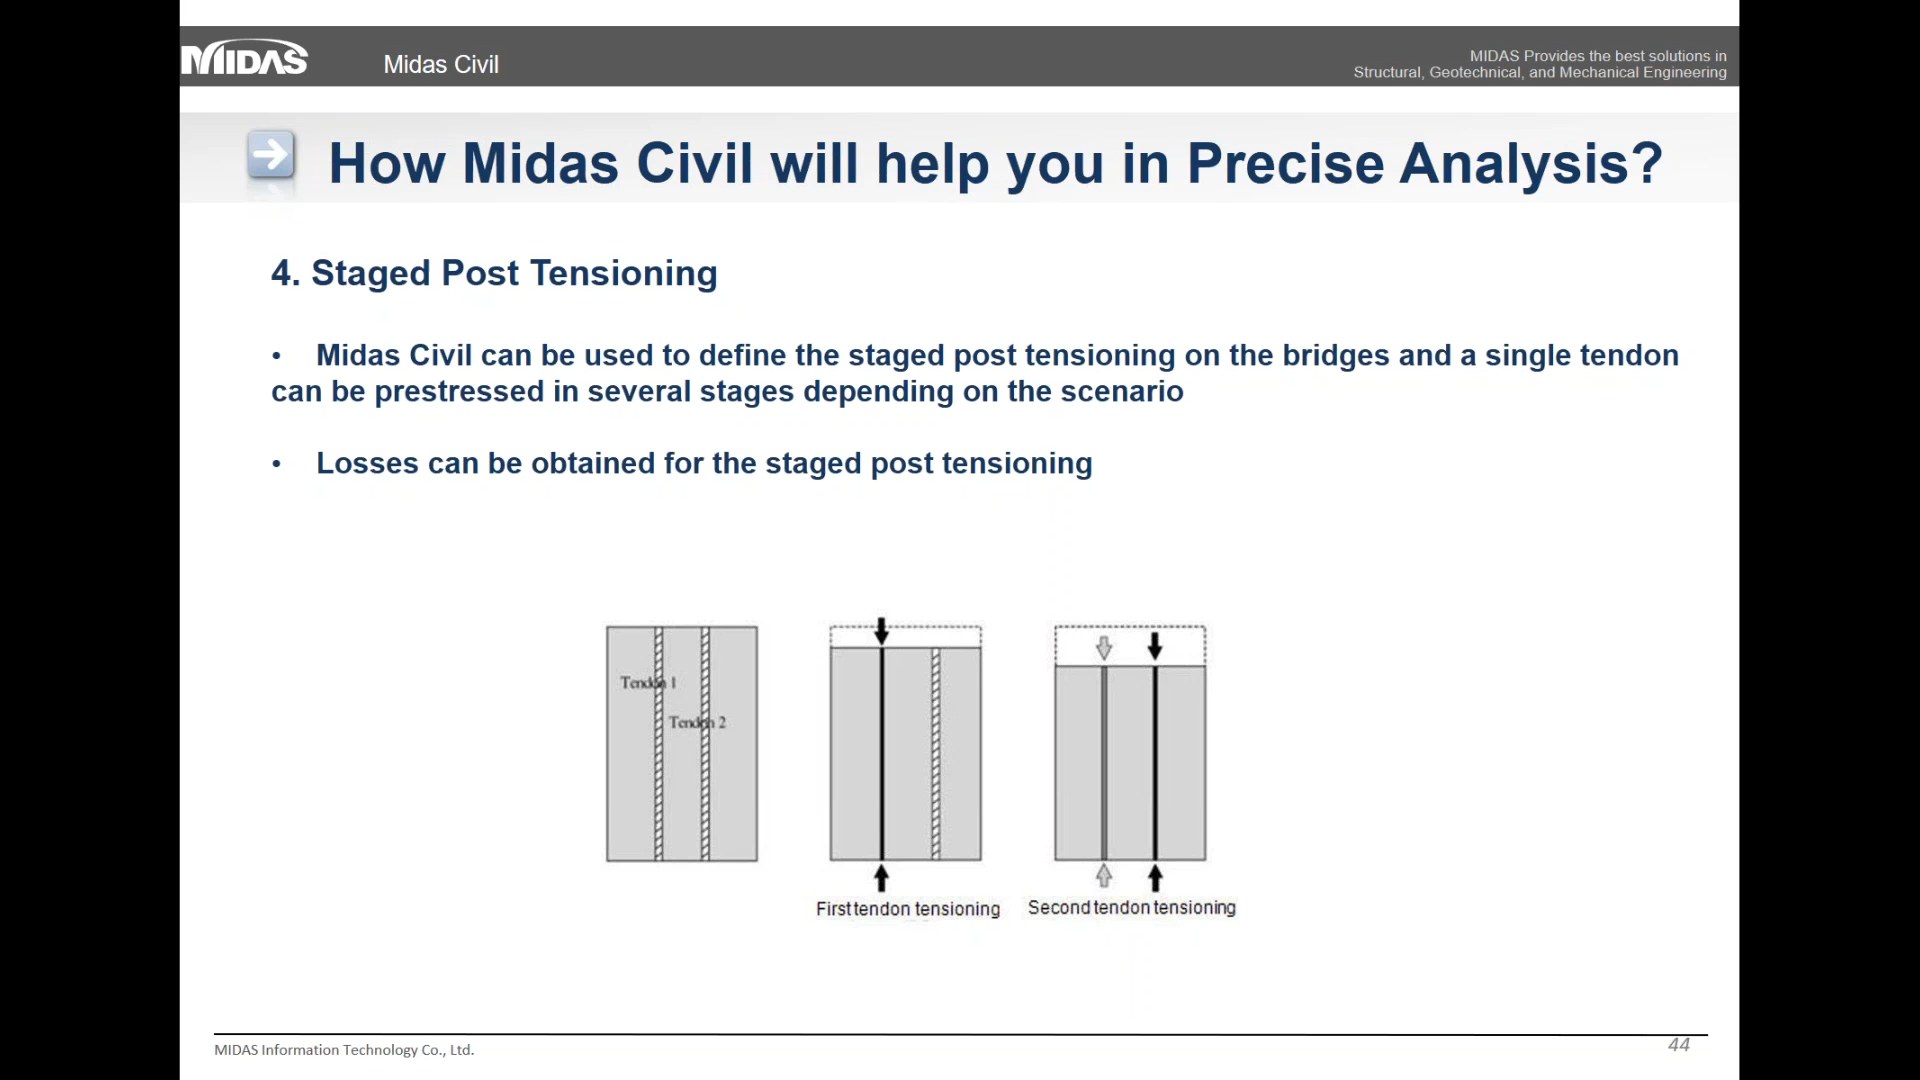 MIDAS
Midas Civil
MIDAS Provides the best solutions in
Structural, Geotechnical, and Mechanical Engineering
How Midas Civil will help you in Precise Analysis?
4. Staged Post Tensioning
• Midas Civil can be used to define the staged post tensioning on the bridges and a single tendon
can be prestressed in several stages depending on the scenario
• Losses can be obtained for the staged post tensioning
Tendon 1
Tendon 2
First tendon tensioning
Second tendon tensioning
MIDAS Information Technology Co., Ltd.
44